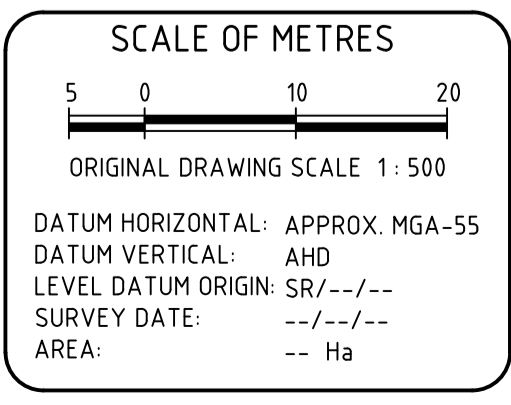 SCALE OF METRES
5 0 10 20
ORIGINAL DRAWING SCALE 1 : 500
DATUM HORIZONTAL: APPROX. MGA-55
DATUM VERTICAL: AHD
LEVEL DATUM ORIGIN: SR/--/--
SURVEY DATE: --/--/--
AREA: -- Ha